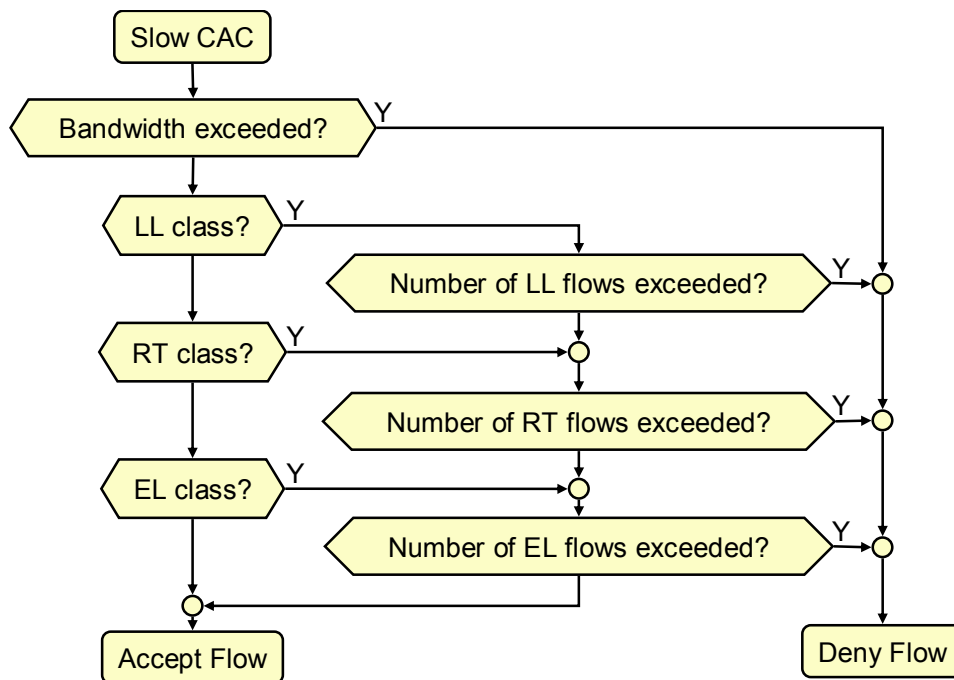 Slow CAC
Bandwidth exceeded?
Y
LL class?
Y
Number of LL flows exceeded?
Y
RT class?
Y
Number of RT flows exceeded?
Y
EL class?
Y
Number of EL flows exceeded?
Y
Accept Flow
Deny Flow